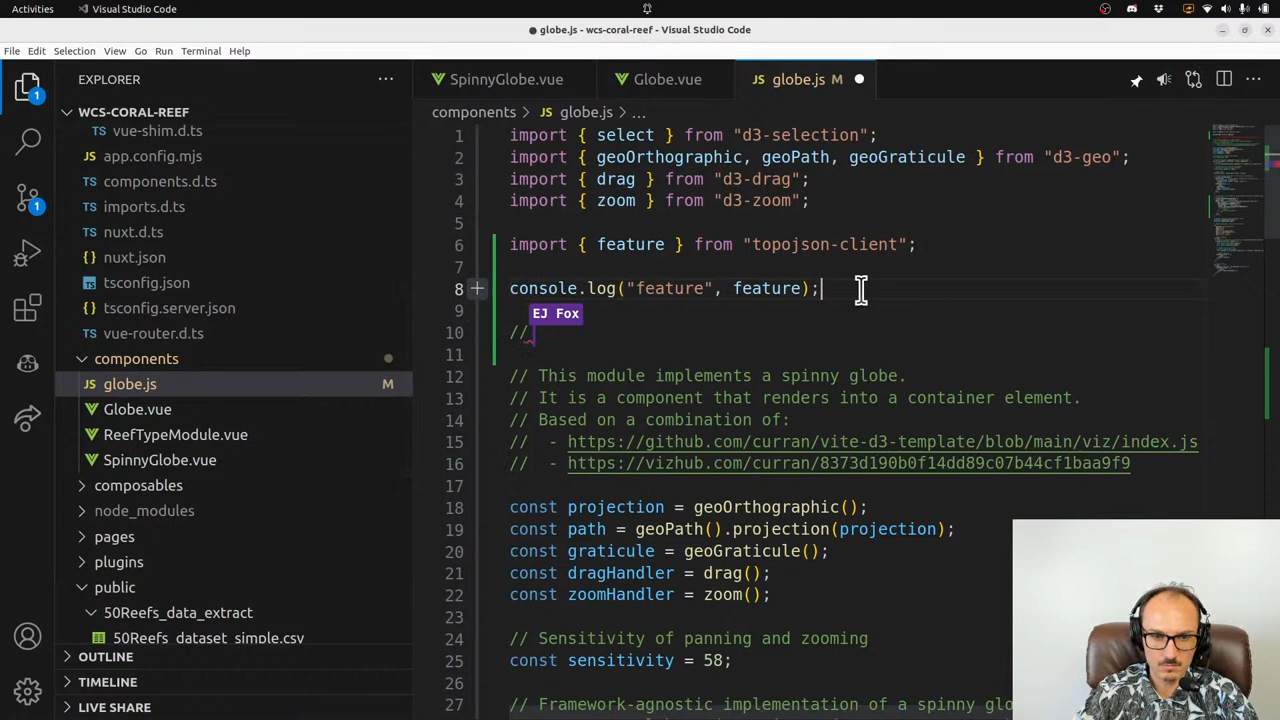 Activities Visual Studio Code
globe.js - wcs-coral-reef - Visual Studio Code
File Edit Selection View Go Run Terminal Help
EXPLORER
SpinnyGlobe.vue Globe.vue JS globe.js M
components > JS globe.js > ...
WCS-CORAL-REEF
vue-shim.d.ts
app.config.mjs
components.d.ts
imports.d.ts
nuxt.d.ts
nuxt.json
tsconfig.json
tsconfig.server.json
vue-router.d.ts
components
JS globe.js M
Globe.vue
ReefTypeModule.vue
SpinnyGlobe.vue
composables
node_modules
pages
plugins
public
50Reefs_data_extract
50Reefs_dataset_simple.csv
OUTLINE
TIMELINE
LIVE SHARE
1
1
1 import { select } from "d3-selection";
2 import { geoOrthographic, geoPath, geoGraticule } from "d3-geo";
3 import { drag } from "d3-drag";
4 import { zoom } from "d3-zoom";
5
6 import { feature } from "topojson-client";
7
8 console.log("feature", feature);
9 EJ Fox
10 //
11
12 // This module implements a spinny globe.
13 // It is a component that renders into a container element.
14 // Based on a combination of:
15 //  - https://github.com/curran/vite-d3-template/blob/main/viz/index.js
16 //  - https://vizhub.com/curran/8373d190b0f14dd89c07b44cf1baa9f9
17
18 const projection = geoOrthographic();
19 const path = geoPath().projection(projection);
20 const graticule = geoGraticule();
21 const dragHandler = drag();
22 const zoomHandler = zoom();
23
24 // Sensitivity of panning and zooming
25 const sensitivity = 58;
26
27 // Framework-agnostic implementation of a spinny glo